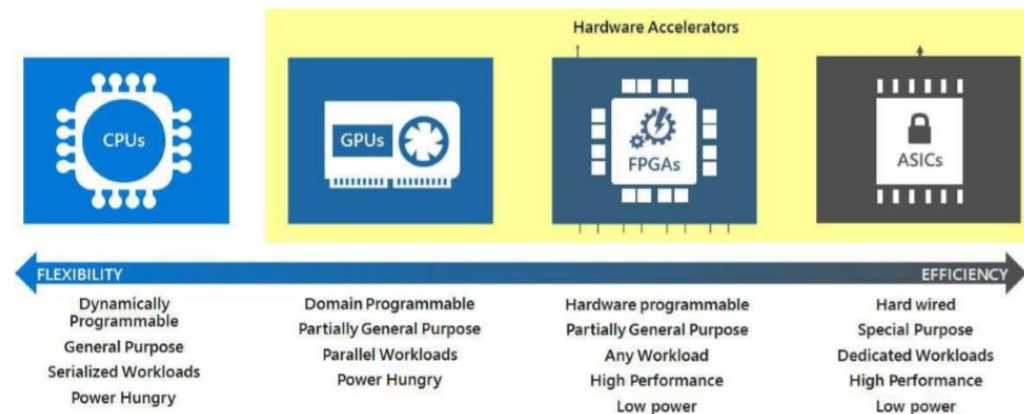 Hardware Accelerators
CPUs
GPUs
FPGAs
ASICs
FLEXIBILITY
EFFICIENCY
Dynamically
Programmable
General Purpose
Serialized Workloads
Power Hungry
Domain Programmable
Partially General Purpose
Parallel Workloads
Power Hungry
Hardware programmable
Partially General Purpose
Any Workload
High Performance
Low power
Hard wired
Special Purpose
Dedicated Workloads
High Performance
Low power